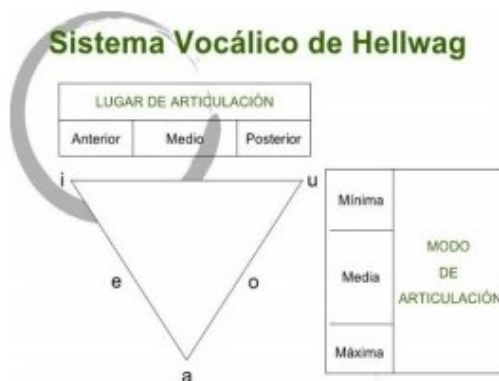 Sistema Vocálico de Hellwag
LUGAR DE ARTICULACIÓN
Anterior Medio Posterior
i u
e o
a
Mínima
Media
Máxima
MODO
DE
ARTICULACIÓN